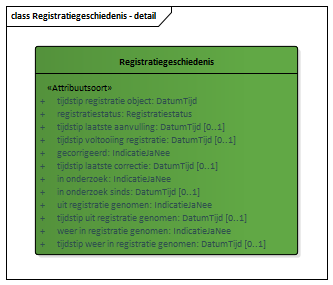 class Registratiegeschiedenis - detail
Registratiegeschiedenis
«Attribuutsoort»
+ tijdstip registratie object: DatumTijd
+ registratiestatus: Registratiestatus
+ tijdstip laatste aanvulling: DatumTijd [0..1]
+ tijdstip voltooiing registratie: DatumTijd [0..1]
+ gecorrigeerd: IndicatieJaNee
+ tijdstip laatste correctie: DatumTijd [0..1]
+ in onderzoek: IndicatieJaNee
+ in onderzoek sinds: DatumTijd [0..1]
+ uit registratie genomen: IndicatieJaNee
+ tijdstip uit registratie genomen: DatumTijd [0..1]
+ weer in registratie genomen: IndicatieJaNee
+ tijdstip weer in registratie genomen: DatumTijd [0..1]